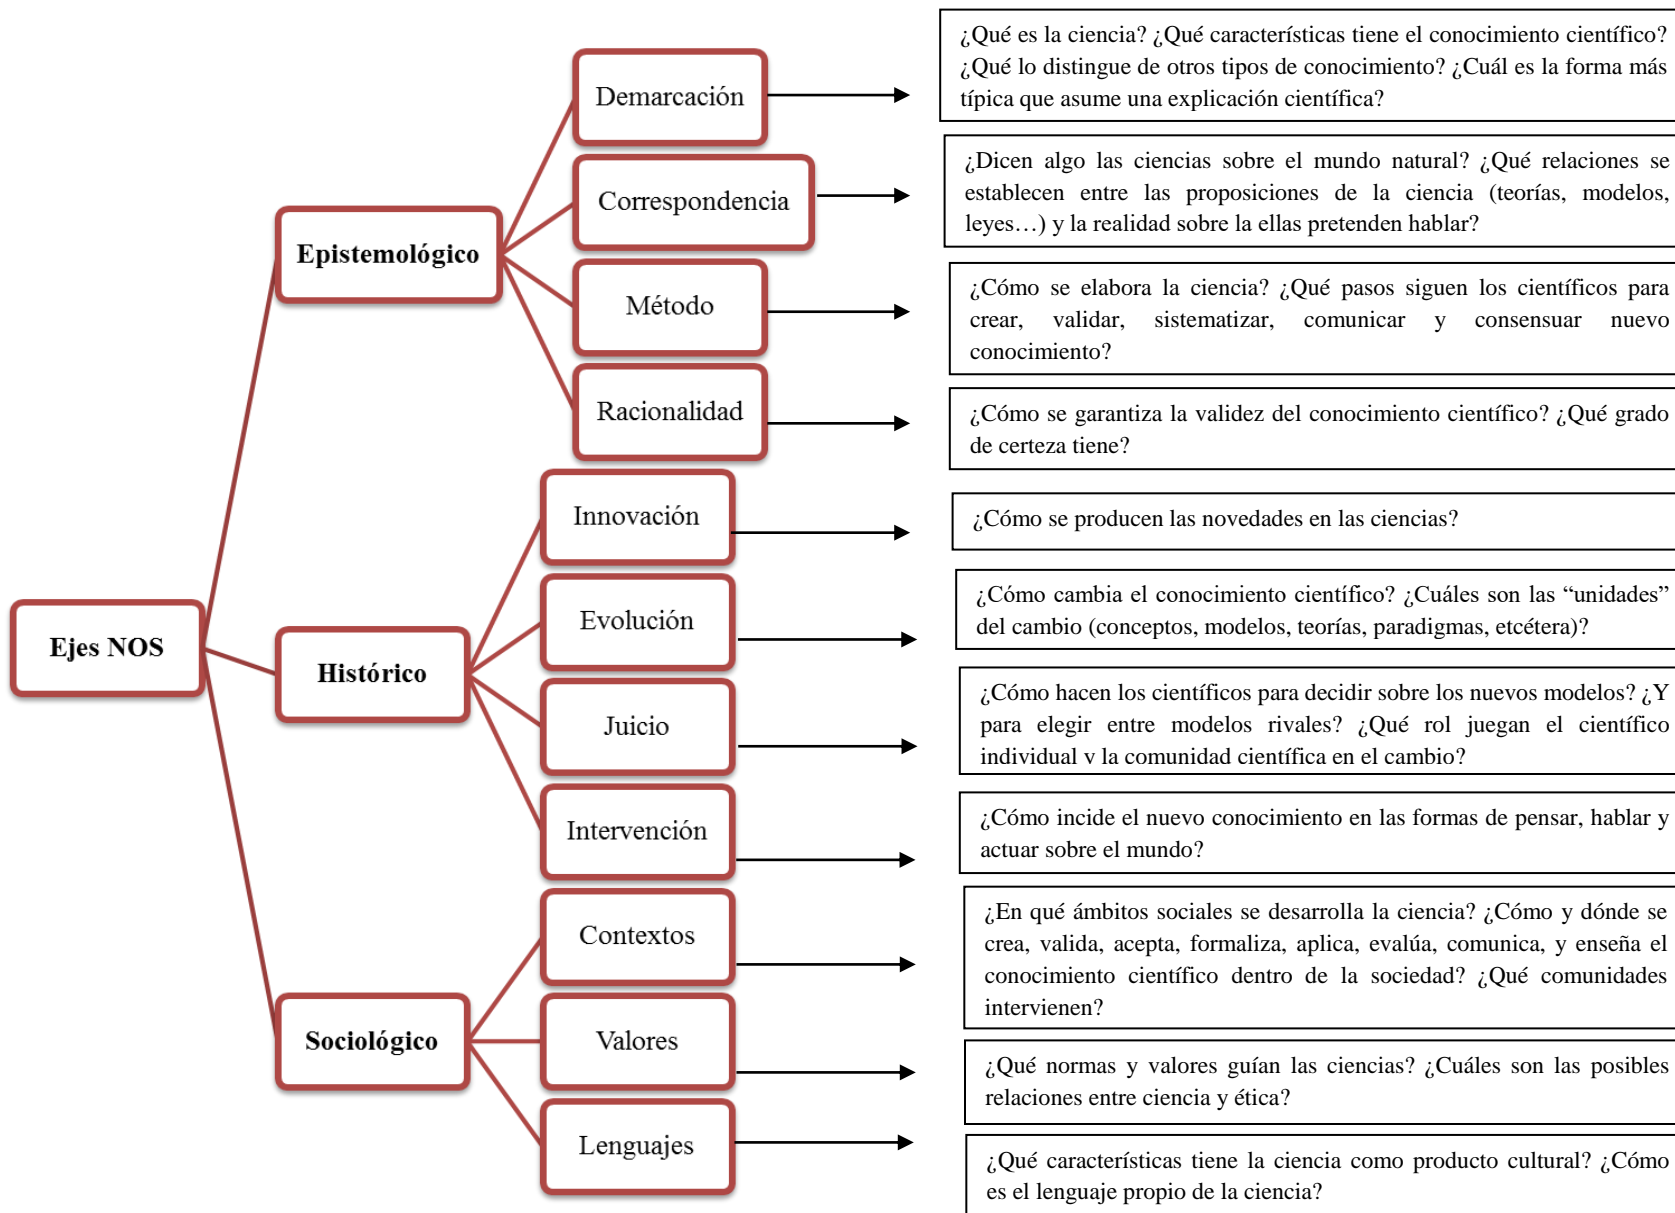 Ejes NOS
Epistemológico
Demarcación
¿Qué es la ciencia? ¿Qué características tiene el conocimiento científico?
¿Qué lo distingue de otros tipos de conocimiento? ¿Cuál es la forma más
típica que asume una explicación científica?
Correspondencia
¿Dicen algo las ciencias sobre el mundo natural? ¿Qué relaciones se
establecen entre las proposiciones de la ciencia (teorías, modelos,
leyes…) y la realidad sobre la ellas pretenden hablar?
Método
¿Cómo se elabora la ciencia? ¿Qué pasos siguen los científicos para
crear, validar, sistematizar, comunicar y consensuar nuevo
conocimiento?
Racionalidad
¿Cómo se garantiza la validez del conocimiento científico? ¿Qué grado
de certeza tiene?
Histórico
Innovación
¿Cómo se producen las novedades en las ciencias?
Evolución
¿Cómo cambia el conocimiento científico? ¿Cuáles son las “unidades”
del cambio (conceptos, modelos, teorías, paradigmas, etcétera)?
Juicio
¿Cómo hacen los científicos para decidir sobre los nuevos modelos? ¿Y
para elegir entre modelos rivales? ¿Qué rol juegan el científico
individual y la comunidad científica en el cambio?
Intervención
¿Cómo incide el nuevo conocimiento en las formas de pensar, hablar y
actuar sobre el mundo?
Sociológico
Contextos
¿En qué ámbitos sociales se desarrolla la ciencia? ¿Cómo y dónde se
crea, valida, acepta, formaliza, aplica, evalúa, comunica, y enseña el
conocimiento científico dentro de la sociedad? ¿Qué comunidades
intervienen?
Valores
¿Qué normas y valores guían las ciencias? ¿Cuáles son las posibles
relaciones entre ciencia y ética?
Lenguajes
¿Qué características tiene la ciencia como producto cultural? ¿Cómo
es el lenguaje propio de la ciencia?